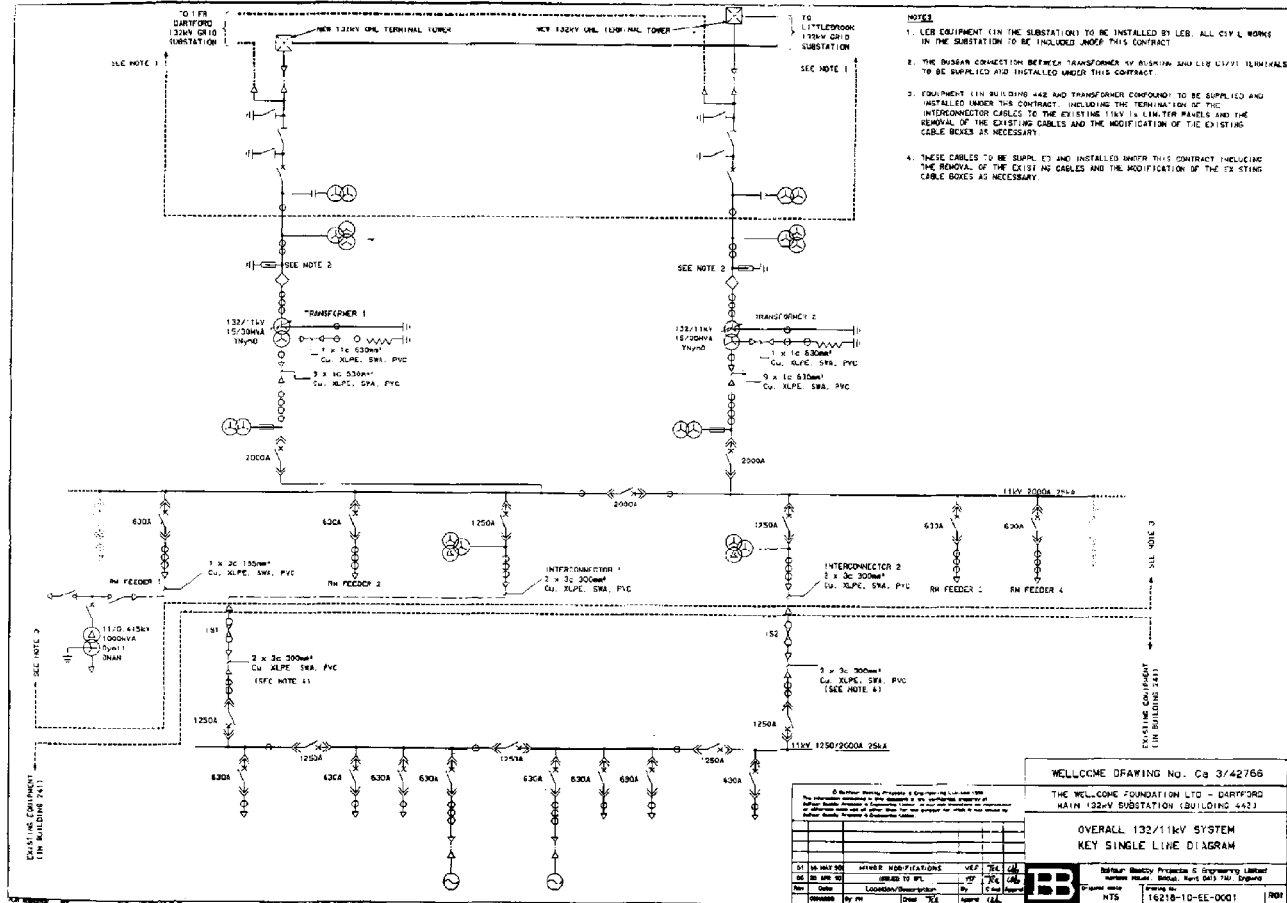 TO LFB
DARTFORD
132kV GRID
SUBSTATION
NEW 132kV OHL TERMINAL TOWER
NEW 132kV OHL TERMINAL TOWER
TO
LITTLEBROOK
132kV GRID
SUBSTATION
SEE NOTE 1
SEE NOTE 1
NOTES
1. LEB EQUIPMENT (IN THE SUBSTATION) TO BE INSTALLED BY LEB. ALL CIVIL WORKS
IN THE SUBSTATION TO BE INCLUDED UNDER THIS CONTRACT
2. THE BUSBAR CONNECTION BETWEEN TRANSFORMER HV BUSHING AND LEB CT/VT TERMINALS
TO BE SUPPLIED AND INSTALLED UNDER THIS CONTRACT.
3. EQUIPMENT (IN BUILDING 442 AND TRANSFORMER COMPOUND) TO BE SUPPLIED AND
INSTALLED UNDER THIS CONTRACT. INCLUDING THE TERMINATION OF THE
INTERCONNECTOR CABLES TO THE EXISTING 11kV Is LIMITER PANELS AND THE
REMOVAL OF THE EXISTING CABLES AND THE MODIFICATION OF THE EXISTING
CABLE BOXES AS NECESSARY.
4. THESE CABLES TO BE SUPPLIED AND INSTALLED UNDER THIS CONTRACT INCLUDING
THE REMOVAL OF THE EXISTING CABLES AND THE MODIFICATION OF THE EXISTING
CABLE BOXES AS NECESSARY.
SEE NOTE 2
SEE NOTE 2
TRANSFORMER 1
132/11kV
15/30MVA
YNyn0
1 x 1c 630mm²
Cu. XLPE, SWA, PVC
9 x 1c 630mm²
Cu. XLPE, SWA, PVC
TRANSFORMER 2
132/11kV
15/30MVA
YNyn0
1 x 1c 630mm²
Cu. XLPE, SWA, PVC
9 x 1c 630mm²
Cu. XLPE, SWA, PVC
2000A
2000A
2000A
11kV 2000A 25kA
630A
630A
1250A
1250A
630A
630A
RM FEEDER 1
1 x 3c 185mm²
Cu. XLPE, SWA, PVC
RM FEEDER 2
INTERCONNECTOR 1
2 x 3c 300mm²
Cu. XLPE, SWA, PVC
INTERCONNECTOR 2
2 x 3c 300mm²
Cu. XLPE, SWA, PVC
RM FEEDER 3
RM FEEDER 4
SEE NOTE 3
11/0.415kV
1000kVA
Dyn11
ONAN
SEE NOTE 3
IS1
IS2
2 x 3c 300mm²
Cu. XLPE, SWA, PVC
(SEE NOTE 4)
2 x 3c 300mm²
Cu. XLPE, SWA, PVC
(SEE NOTE 4)
1250A
1250A
11kV 1250/2000A 25kA
1250A
1250A
1250A
630A
630A
630A
630A
630A
630A
630A
630A
EXISTING EQUIPMENT
(IN BUILDING 241)
EXISTING EQUIPMENT
(IN BUILDING 241)
WELLCOME DRAWING No. Ca 3/42766
THE WELLCOME FOUNDATION LTD - DARTFORD
MAIN 132kV SUBSTATION (BUILDING 442)
OVERALL 132/11kV SYSTEM
KEY SINGLE LINE DIAGRAM
MINOR MODIFICATIONS
Rev Date Location/Description By
BB
Balfour Beatty Projects & Engineering Limited
NTS
16218-10-EE-0001